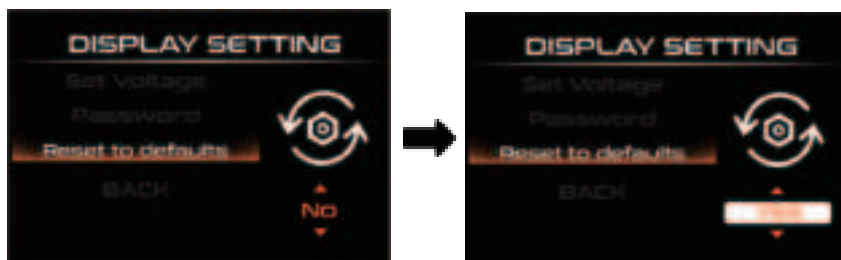 DISPLAY SETTING
Set Voltage
Password
Reset to defaults
BACK
No
DISPLAY SETTING
Set Voltage
Password
Reset to defaults
BACK